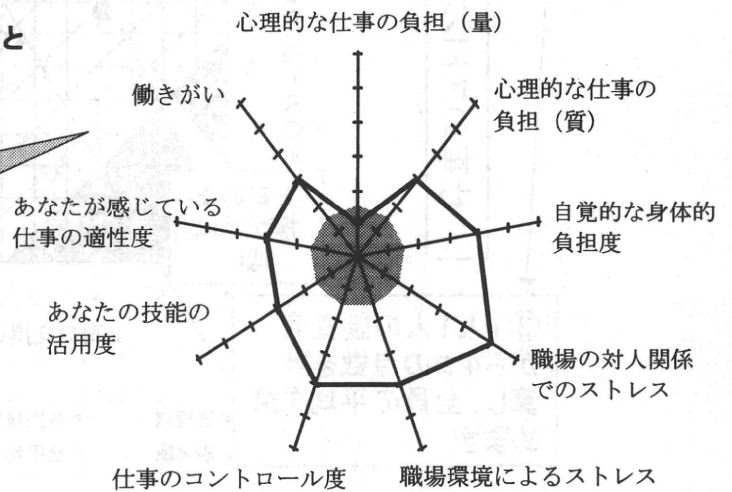 と
心理的な仕事の負担（量）
働きがい
心理的な仕事の
負担（質）
あなたが感じている
仕事の適性度
自覚的な身体的
負担度
あなたの技能の
活用度
職場の対人関係
でのストレス
仕事のコントロール度
職場環境によるストレス